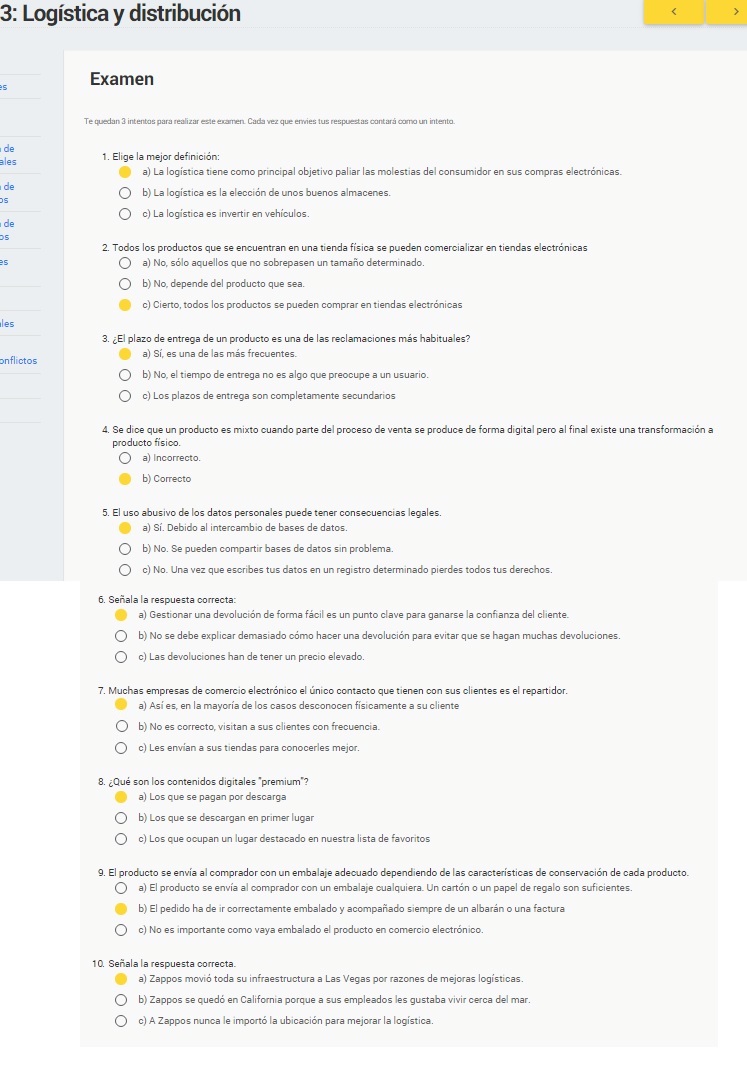 3: Logística y distribución
Examen
Te quedan 3 intentos para realizar este examen. Cada vez que envies tus respuestas contará como un intento.
es
de
ales
de
os
de
os
es
ales
onflictos
1. Elige la mejor definición:
a) La logística tiene como principal objetivo paliar las molestias del consumidor en sus compras electrónicas.
b) La logística es la elección de unos buenos almacenes.
c) La logística es invertir en vehículos.
2. Todos los productos que se encuentran en una tienda física se pueden comercializar en tiendas electrónicas
a) No, sólo aquellos que no sobrepasen un tamaño determinado.
b) No, depende del producto que sea.
c) Cierto, todos los productos se pueden comprar en tiendas electrónicas
3. ¿El plazo de entrega de un producto es una de las reclamaciones más habituales?
a) Sí, es una de las más frecuentes.
b) No, el tiempo de entrega no es algo que preocupe a un usuario.
c) Los plazos de entrega son completamente secundarios
4. Se dice que un producto es mixto cuando parte del proceso de venta se produce de forma digital pero al final existe una transformación a
producto físico.
a) Incorrecto.
b) Correcto
5. El uso abusivo de los datos personales puede tener consecuencias legales.
a) Sí. Debido al intercambio de bases de datos.
b) No. Se pueden compartir bases de datos sin problema.
c) No. Una vez que escribes tus datos en un registro determinado pierdes todos tus derechos.
6. Señala la respuesta correcta:
a) Gestionar una devolución de forma fácil es un punto clave para ganarse la confianza del cliente.
b) No se debe explicar demasiado cómo hacer una devolución para evitar que se hagan muchas devoluciones.
c) Las devoluciones han de tener un precio elevado.
7. Muchas empresas de comercio electrónico el único contacto que tienen con sus clientes es el repartidor.
a) Así es, en la mayoría de los casos desconocen físicamente a su cliente
b) No es correcto, visitan a sus clientes con frecuencia.
c) Les envían a sus tiendas para conocerles mejor.
8. ¿Qué son los contenidos digitales "premium"?
a) Los que se pagan por descarga
b) Los que se descargan en primer lugar
c) Los que ocupan un lugar destacado en nuestra lista de favoritos
9. El producto se envía al comprador con un embalaje adecuado dependiendo de las características de conservación de cada producto.
a) El producto se envía al comprador con un embalaje cualquiera. Un cartón o un papel de regalo son suficientes.
b) El pedido ha de ir correctamente embalado y acompañado siempre de un albarán o una factura
c) No es importante como vaya embalado el producto en comercio electrónico.
10. Señala la respuesta correcta.
a) Zappos movió toda su infraestructura a Las Vegas por razones de mejoras logísticas.
b) Zappos se quedó en California porque a sus empleados les gustaba vivir cerca del mar.
c) A Zappos nunca le importó la ubicación para mejorar la logística.